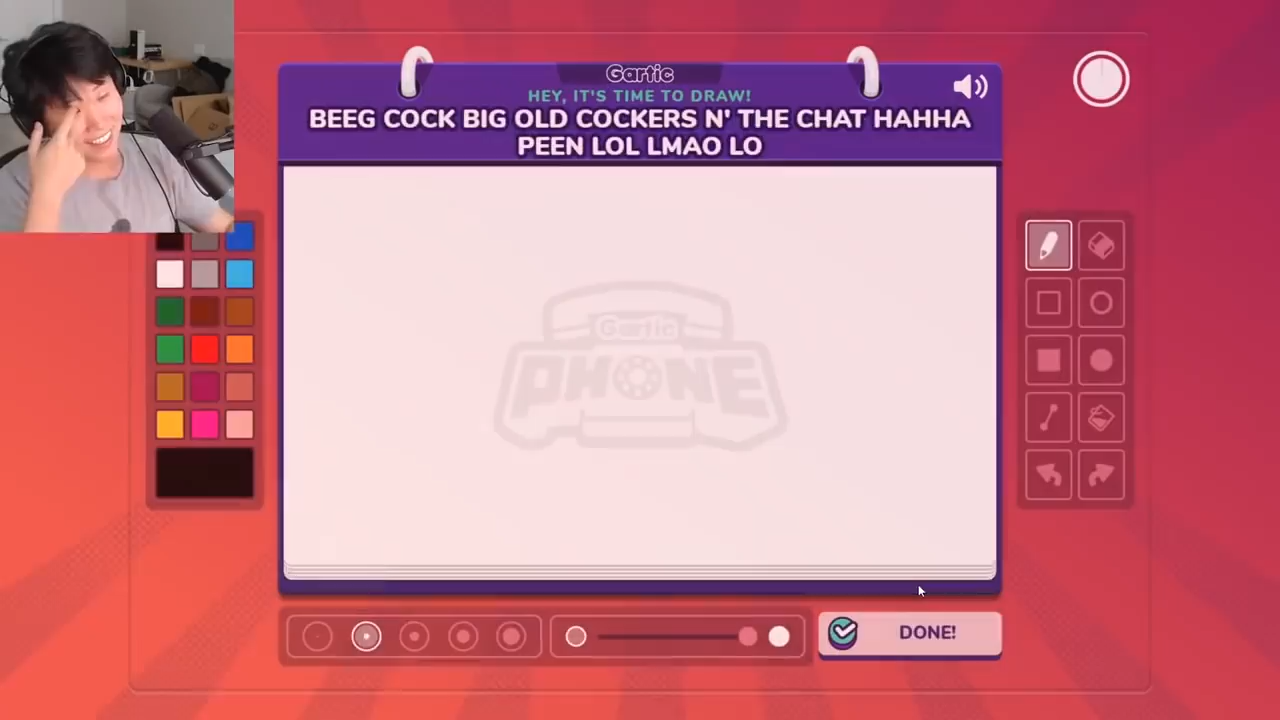 Gartic
HEY, IT'S TIME TO DRAW!
BEEG COCK BIG OLD COCKERS N' THE CHAT HAHHA
PEEN LOL LMAO LO
Gartic
PHONE
DONE!